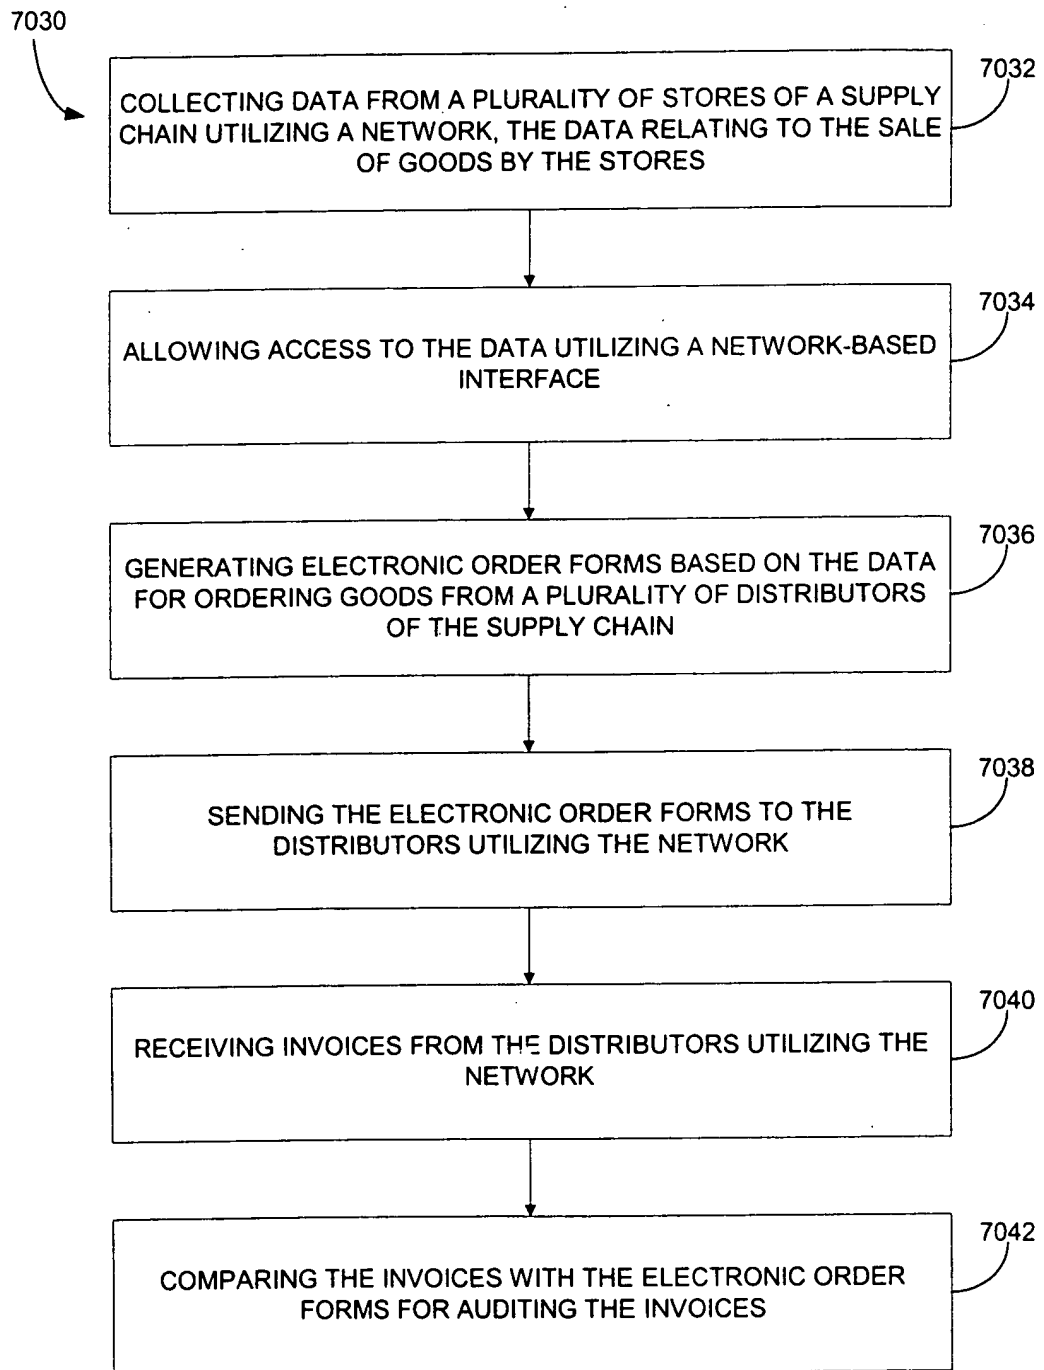 7030
7032
COLLECTING DATA FROM A PLURALITY OF STORES OF A SUPPLY
CHAIN UTILIZING A NETWORK, THE DATA RELATING TO THE SALE
OF GOODS BY THE STORES
7034
ALLOWING ACCESS TO THE DATA UTILIZING A NETWORK-BASED
INTERFACE
7036
GENERATING ELECTRONIC ORDER FORMS BASED ON THE DATA
FOR ORDERING GOODS FROM A PLURALITY OF DISTRIBUTORS
OF THE SUPPLY CHAIN
7038
SENDING THE ELECTRONIC ORDER FORMS TO THE
DISTRIBUTORS UTILIZING THE NETWORK
7040
RECEIVING INVOICES FROM THE DISTRIBUTORS UTILIZING THE
NETWORK
7042
COMPARING THE INVOICES WITH THE ELECTRONIC ORDER
FORMS FOR AUDITING THE INVOICES